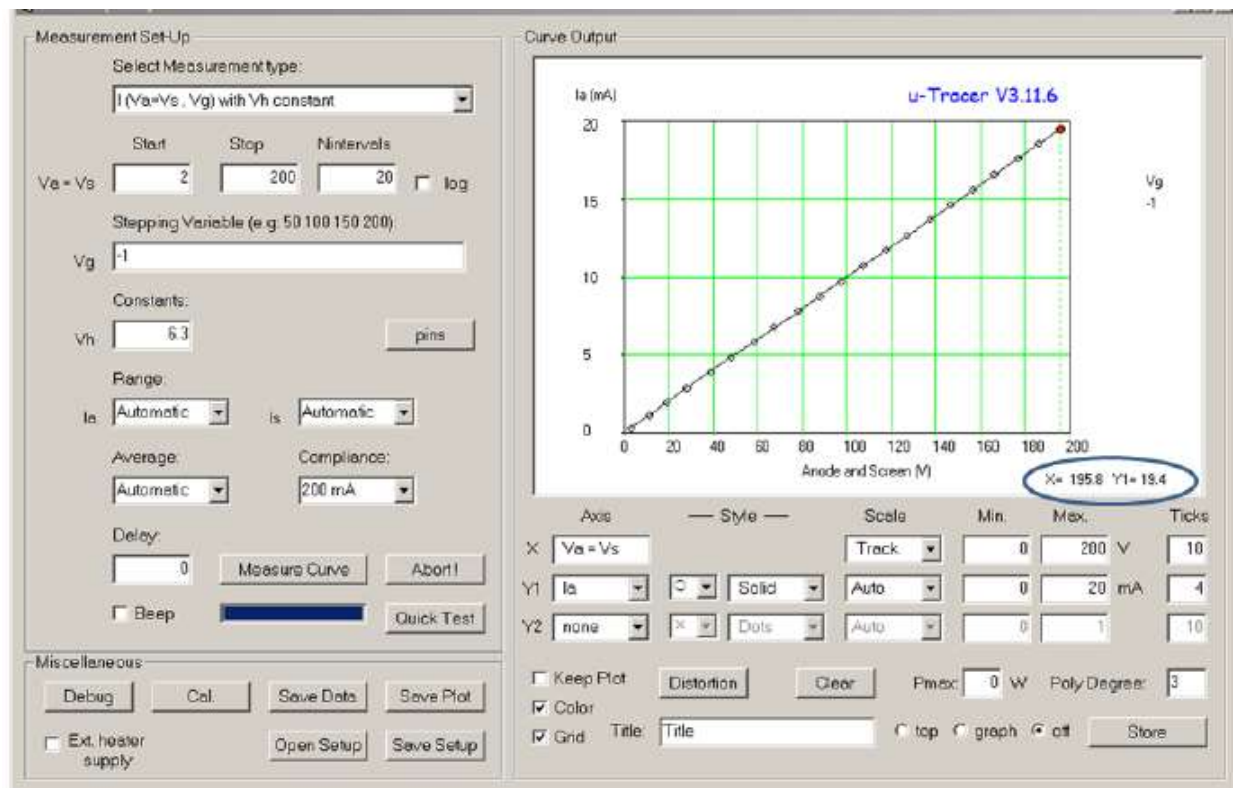 Measurement Set-Up
Select Measurement type:
I (Va=Vs , Vg) with Vh constant
Start Stop Nintervals
Va = Vs 2 200 20 log
Stepping Variable (e.g. 50 100 150 200)
Vg -1
Constants:
Vh 6.3 pins
Range:
Ia Automatic Is Automatic
Average: Compliance:
Automatic 200 mA
Delay:
0 Measure Curve Abort!
Beep Quick Test
Miscellaneous
Debug Cal. Save Data Save Plot
Ext. heater
supply
Open Setup Save Setup
Curve Output
Ia (mA) u-Tracer V3.11.6
20
15
10
5
0
Vg
-1
0 20 40 60 80 100 120 140 160 180 200
Anode and Screen (V)
X= 195.8 Y1= 19.4
Axis Style Scale Min. Max. Ticks
X Va = Vs Track 0 200 V 10
Y1 Ia O Solid Auto 0 20 mA 4
Y2 none X Dots Auto 0 1 10
Keep Plot Distortion Clear Pmax: 0 W Poly Degree: 3
Color
Grid Title: Title top graph off Store